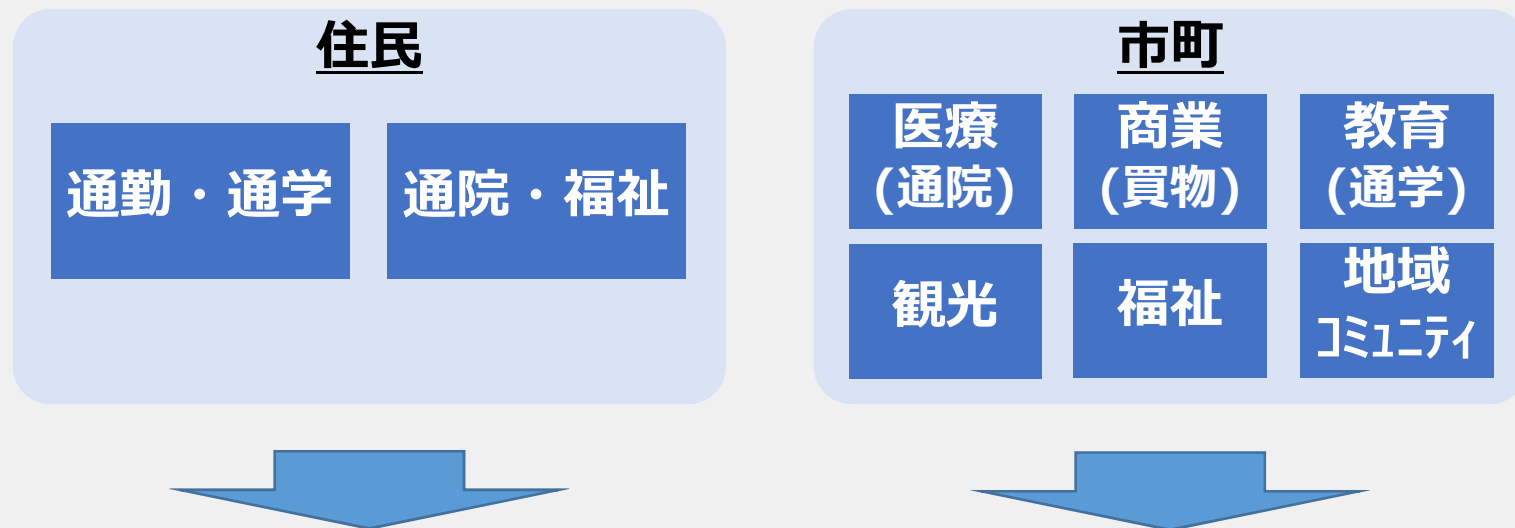 住民
通勤・通学
通院・福祉
市町
医療
(通院)
商業
(買物)
教育
(通学)
観光
福祉
地域
ｺﾐｭﾆﾃｨ